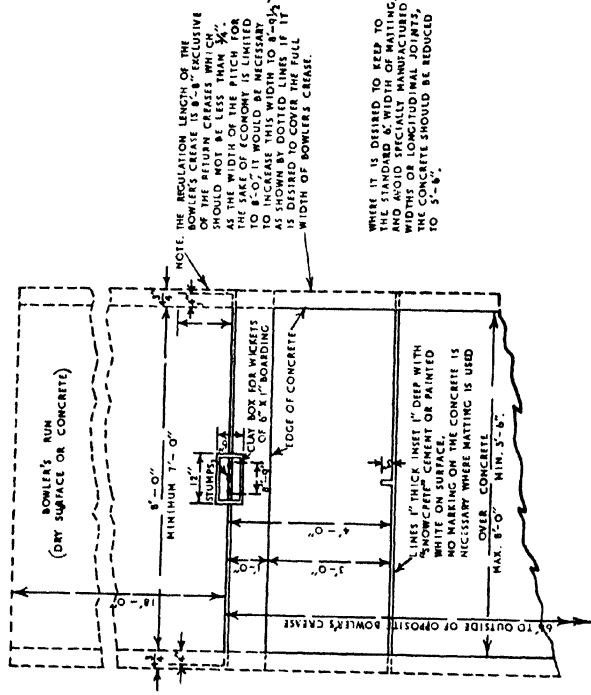 NOTE. THE REGULATION LENGTH OF THE
BOWLER'S CREASE IS 8'-8" EXCLUSIVE
OF THE RETURN CREASES WHICH
SHOULD NOT BE LESS THAN ¾".
AS THE WIDTH OF THE PITCH FOR
THE SAKE OF ECONOMY IS LIMITED
TO 8'-0", IT WOULD BE NECESSARY
TO INCREASE THIS WIDTH TO 8'-9½"
AS SHOWN BY DOTTED LINES IF IT
IS DESIRED TO COVER THE FULL
WIDTH OF BOWLER'S CREASE.
WHERE IT IS DESIRED TO KEEP TO
THE STANDARD 6' WIDTH OF MATTING,
AND AVOID SPECIALLY MANUFACTURED
WIDTHS OR LONGITUDINAL JOINTS,
THE CONCRETE SHOULD BE REDUCED
TO 5'-6".
BOWLER'S RUN
(DRY SURFACE OR CONCRETE)
18'-0"
8'-0"
MINIMUM 7'-0"
12"
STUMPS
8"-9"
CLAY BOX FOR WICKETS
OF 6" X 1" BOARDING
EDGE OF CONCRETE
1'-0"
4'-0"
3'-0"
LINES 1" THICK INSET 1" DEEP WITH
"SNOWCRETE" CEMENT OR PAINTED
WHITE ON SURFACE.
NO MARKING ON THE CONCRETE IS
NECESSARY WHERE MATTING IS USED
OVER CONCRETE
MAX. 8'-0" MIN. 5'-6".
66' TO OUTSIDE OF OPPOSITE BOWLER'S CREASE